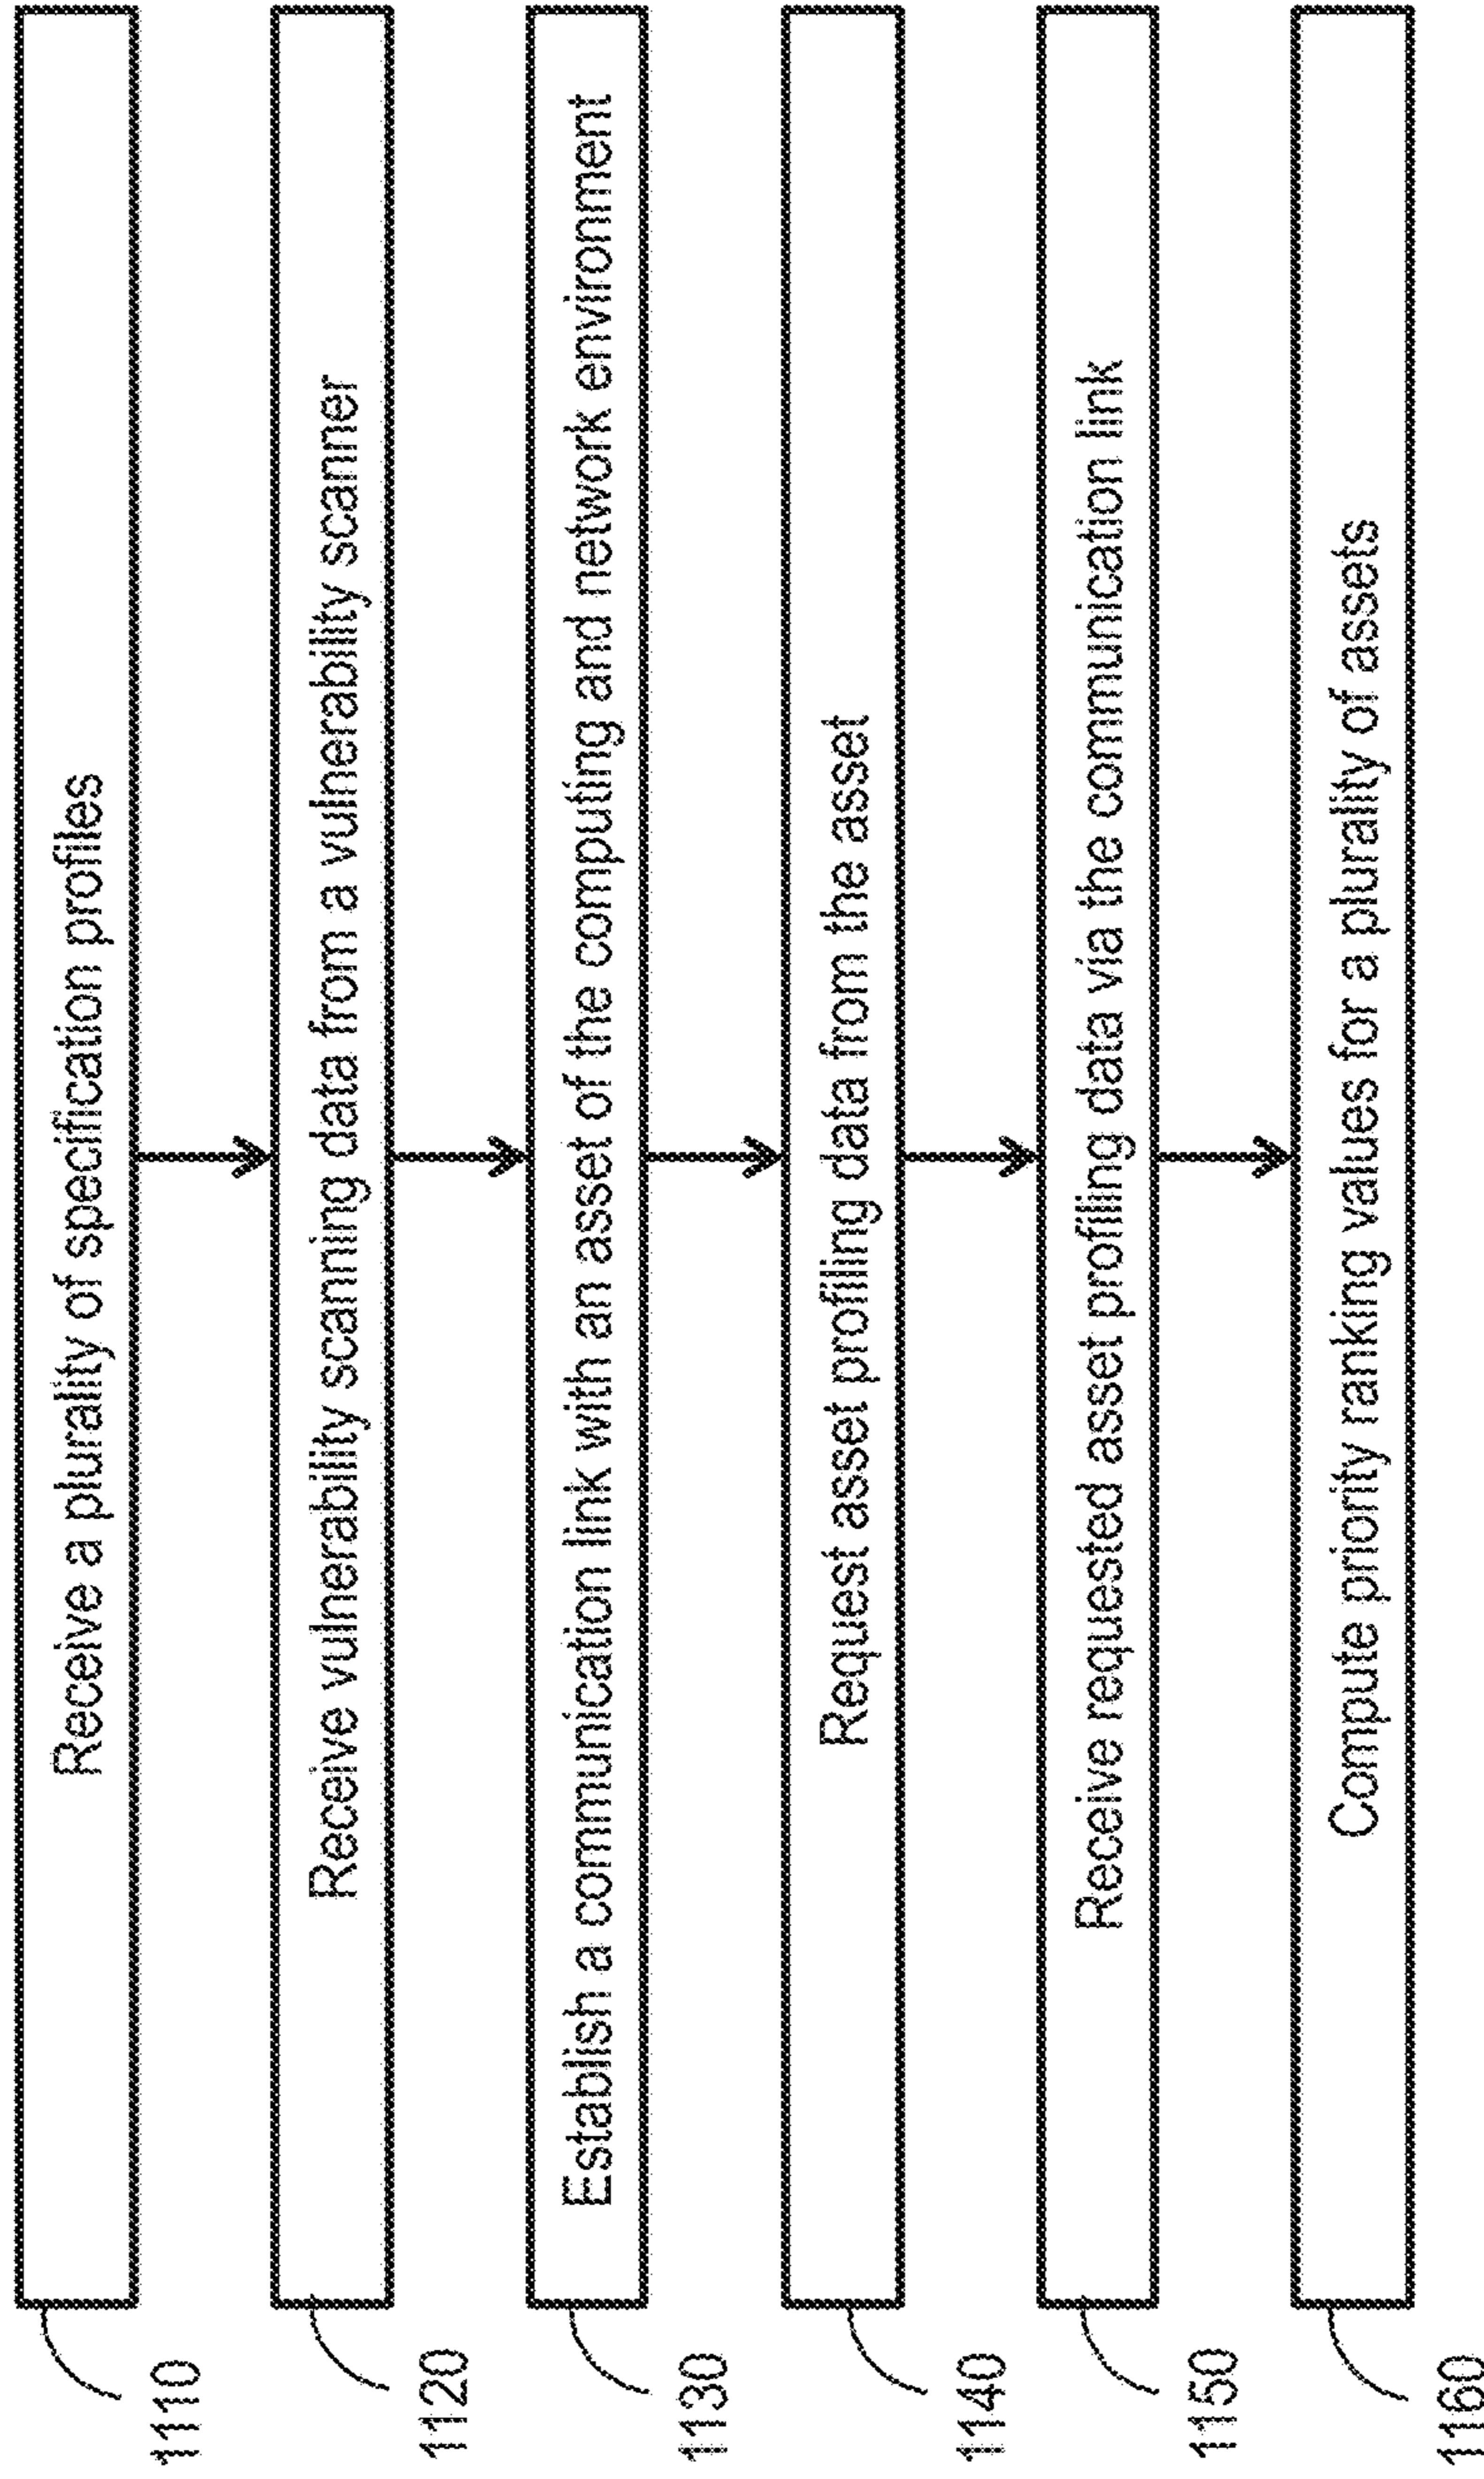 Receive a plurality of specification profiles
1110
Receive vulnerability scanning data from a vulnerability scanner
1120
Establish a communication link with an asset of the computing and network environment
1130
Request asset profiling data from the asset
1140
Receive requested asset profiling data via the communication link
1150
Compute priority ranking values for a plurality of assets
1160